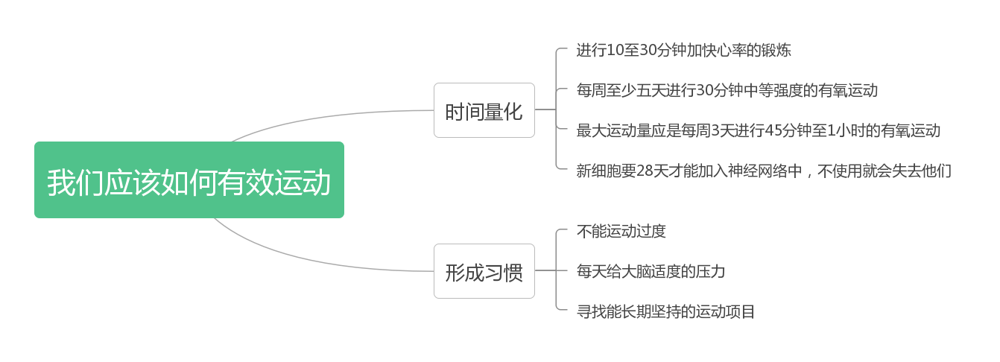 我们应该如何有效运动
时间量化
进行10至30分钟加快心率的锻炼
每周至少五天进行30分钟中等强度的有氧运动
最大运动量应是每周3天进行45分钟至1小时的有氧运动
新细胞要28天才能加入神经网络中，不使用就会失去他们
形成习惯
不能运动过度
每天给大脑适度的压力
寻找能长期坚持的运动项目